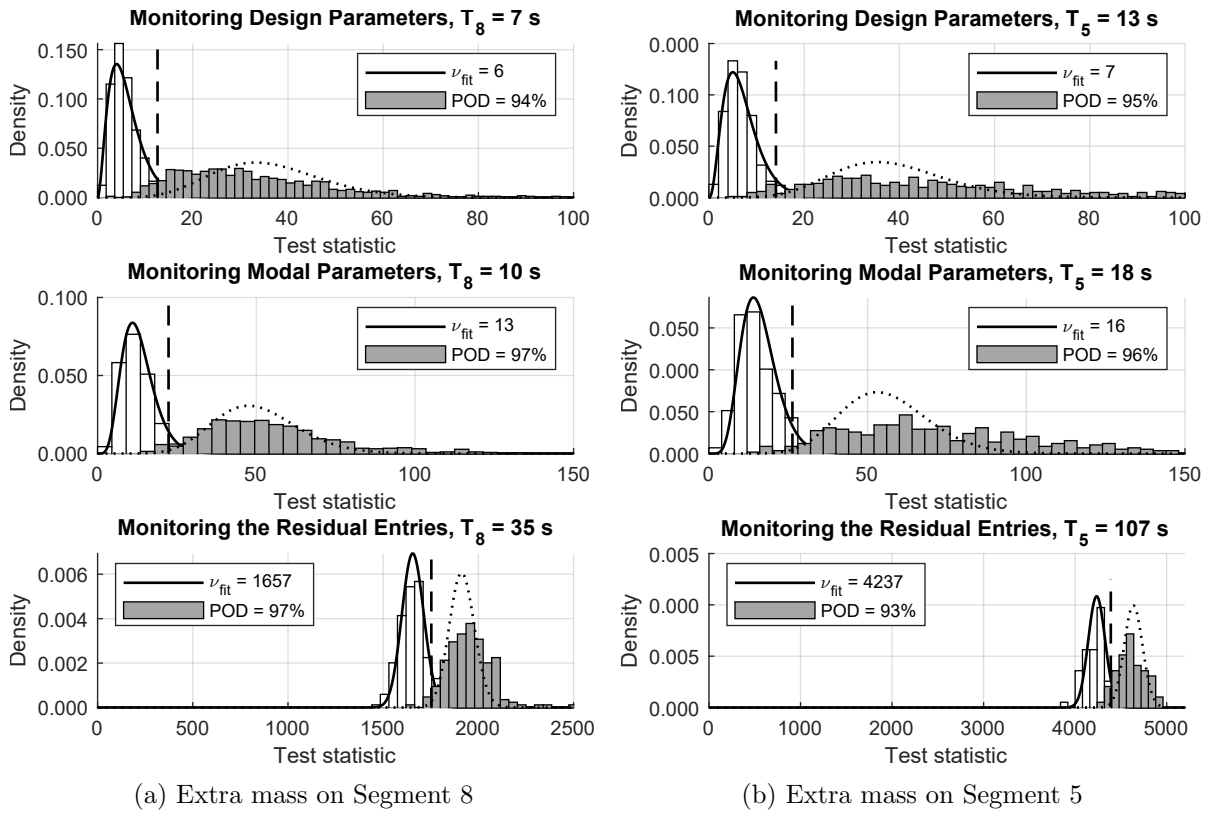 Monitoring Design Parameters, T8 = 7 s
0.150
0.100
0.050
0.000
Density
νfit = 6
POD = 94%
0 20 40 60 80 100
Test statistic
Monitoring Modal Parameters, T8 = 10 s
0.100
0.050
0.000
Density
νfit = 13
POD = 97%
0 50 100 150
Test statistic
Monitoring the Residual Entries, T8 = 35 s
0.006
0.004
0.002
0.000
Density
νfit = 1657
POD = 97%
0 500 1000 1500 2000 2500
Test statistic
(a) Extra mass on Segment 8
Monitoring Design Parameters, T5 = 13 s
0.000
0.100
0.050
0.000
Density
νfit = 7
POD = 95%
0 20 40 60 80 100
Test statistic
Monitoring Modal Parameters, T5 = 18 s
0.050
0.000
0.050
0.000
Density
νfit = 16
POD = 96%
0 50 100 150
Test statistic
Monitoring the Residual Entries, T5 = 107 s
0.005
0.000
0.005
0.000
Density
νfit = 4237
POD = 93%
0 1000 2000 3000 4000 5000
Test statistic
(b) Extra mass on Segment 5